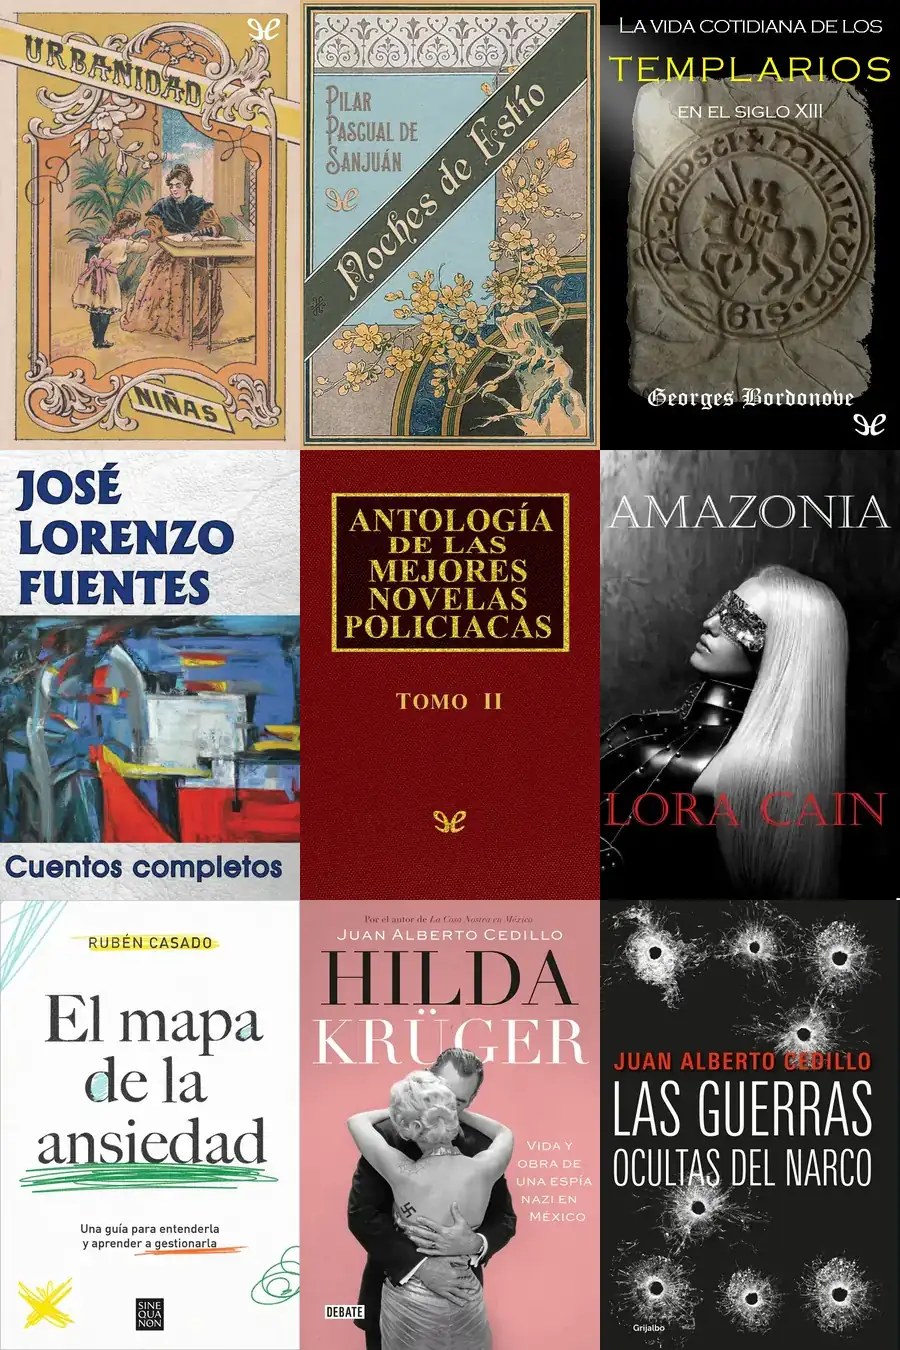 URBANIDAD
NIÑAS
PILAR
PASCUAL DE
SANJUÁN
Noches de Estío
LA VIDA COTIDIANA DE LOS
TEMPLARIOS
EN EL SIGLO XIII
Georges Bordonove
JOSÉ
LORENZO
FUENTES
Cuentos completos
ANTOLOGÍA
DE LAS
MEJORES
NOVELAS
POLICIACAS
TOMO II
AMAZONIA
LORA CAIN
RUBÉN CASADO
El mapa
de la
ansiedad
Una guía para entenderla
y aprender a gestionarla
SINE
QUA
NON
Por el autor de La Cosa Nostra en México
JUAN ALBERTO CEDILLO
HILDA
KRÜGER
VIDA Y
OBRA DE
UNA ESPÍA
NAZI EN
MÉXICO
DEBATE
JUAN ALBERTO CEDILLO
LAS GUERRAS
OCULTAS DEL NARCO
Grijalbo